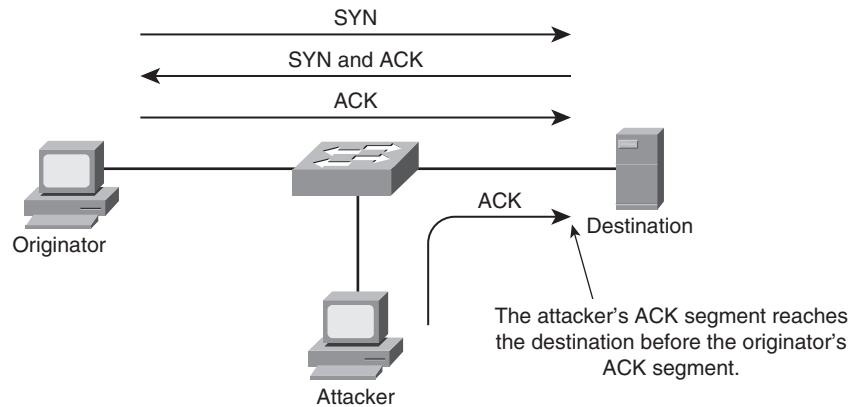 SYN
SYN and ACK
ACK
ACK
Originator
Destination
Attacker
The attacker's ACK segment reaches
the destination before the originator's
ACK segment.